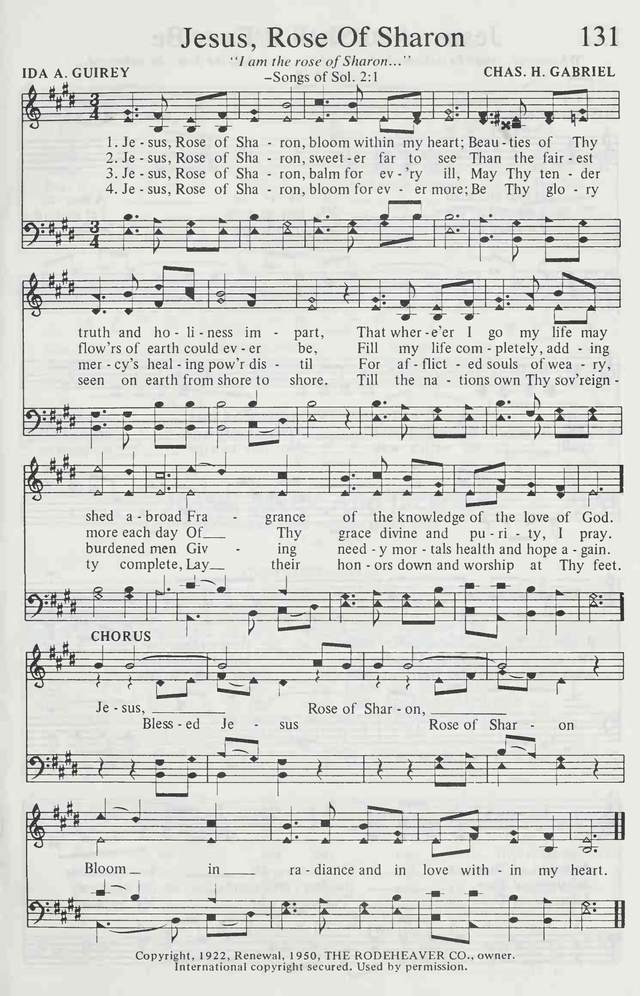 Jesus, Rose Of Sharon 131
"I am the rose of Sharon..."
IDA A. GUIREY –Songs of Sol. 2:1 CHAS. H. GABRIEL
1. Je - sus, Rose of Sha - ron, bloom within my heart; Beau - ties of Thy
2. Je - sus, Rose of Sha - ron, sweet - er far to see Than the fair - est
3. Je - sus, Rose of Sha - ron, balm for ev - 'ry ill, May Thy ten - der
4. Je - sus, Rose of Sha - ron, bloom for ev - er more; Be Thy glo - ry
truth and ho - li - ness im - part, That wher - e'er I go my life may
flow'rs of earth could ev - er be, Fill my life com - pletely, add - ing
mer - cy's heal - ing pow'r dis - til For af - flict - ed souls of wea - ry,
seen on earth from shore to shore. Till the na - tions own Thy sov'reign -
shed a - broad Fra - grance of the knowledge of the love of God.
more each day Of__ Thy grace divine and pu - ri - ty, I pray.
burdened men Giv - ing need - y mor - tals health and hope a - gain.
ty complete, Lay__ their hon - ors down and worship at Thy feet.
CHORUS
Je - sus, ________ Rose of Shar - on, ________
Bless - ed Je - sus Rose of Shar - on
Bloom__ in____ ra - diance and in love with - in my heart.
Copyright, 1922, Renewal, 1950, THE RODEHEAVER CO., owner.
International copyright secured. Used by permission.